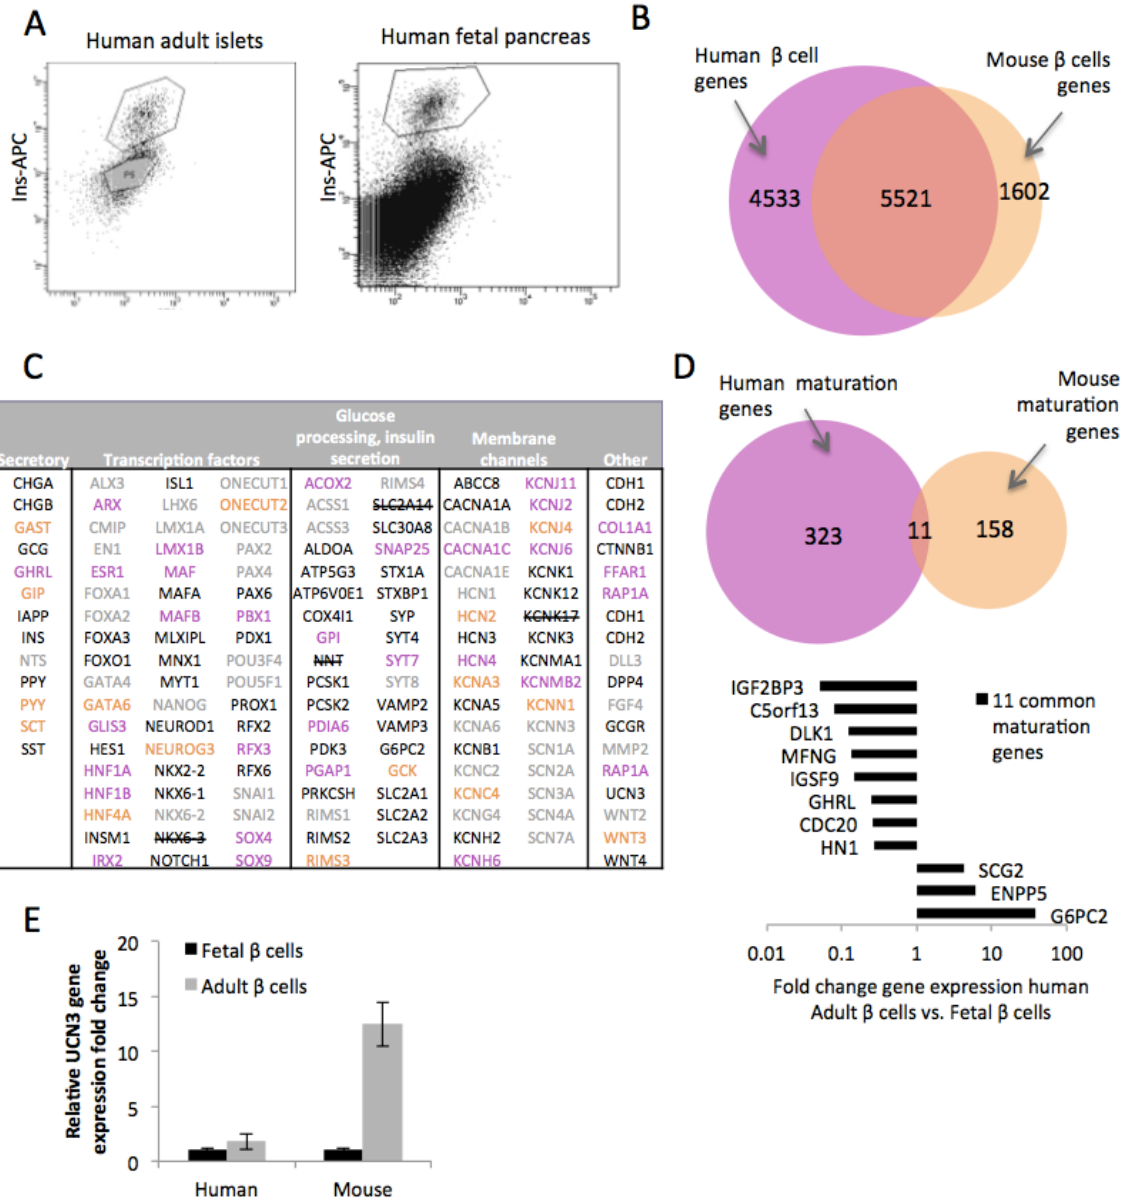 A
Human adult islets
Human fetal pancreas
Ins-APC
P5
Ins-APC
10² 10³ 10⁴ 10⁵
B
Human β cell
genes
Mouse β cells
genes
4533
5521
1602
C
Secretory Transcription factors Glucose processing, insulin secretion Membrane channels Other
CHGA ALX3 ISL1 ONECUT1 ACOX2 RIMS4 ABCC8 KCNJ11 CDH1
CHGB ARX LHX6 ONECUT2 ACSS1 SLC2A14 CACNA1A KCNJ2 CDH2
GAST CMIP LMX1A ONECUT3 ACSS3 SLC30A8 CACNA1B KCNJ4 COL1A1
GCG EN1 LMX1B PAX2 ALDOA SNAP25 CACNA1C KCNJ6 CTNNB1
GHRL ESR1 MAF PAX4 ATP5G3 STX1A CACNA1E KCNK1 FFAR1
GIP FOXA1 MAFA PAX6 ATP6V0E1 STXBP1 HCN1 KCNK12 RAP1A
IAPP FOXA2 MAFB PBX1 COX4I1 SYP HCN2 KCNK17 CDH1
INS FOXA3 MLXIPL PDX1 GPI SYT4 HCN3 KCNK3 CDH2
NTS FOXO1 MNX1 POU3F4 NNT SYT7 HCN4 KCNMA1 DLL3
PPY GATA4 MYT1 POU5F1 PCSK1 SYT8 KCNA3 KCNMB2 DPP4
PYY GATA6 NANOG PROX1 PCSK2 VAMP2 KCNA5 KCNN1 FGF4
SCT GLIS3 NEUROD1 RFX2 PDIA6 VAMP3 KCNA6 KCNN3 GCGR
SST HES1 NEUROG3 RFX3 PDK3 G6PC2 KCNB1 SCN1A MMP2
HNF1A NKX2-2 RFX6 PGAP1 GCK KCNC2 SCN2A RAP1A
HNF1B NKX6-1 SNAI1 PRKCSH SLC2A1 KCNC4 SCN3A UCN3
HNF4A NKX6-2 SNAI2 RIMS1 SLC2A2 KCNG4 SCN4A WNT2
INSM1 NKX6-3 SOX4 RIMS2 SLC2A3 KCNH2 SCN7A WNT3
IRX2 NOTCH1 SOX9 RIMS3 KCNH6 WNT4
D
Human maturation
genes
Mouse
maturation
genes
323
11
158
IGF2BP3
C5orf13
DLK1
MFNG
IGSF9
GHRL
CDC20
HN1
SCG2
ENPP5
G6PC2
11 common
maturation
genes
0.01 0.1 1 10 100
Fold change gene expression human
Adult β cells vs. Fetal β cells
E
Relative UCN3 gene
expression fold change
20
15
10
5
0
Fetal β cells
Adult β cells
Human Mouse